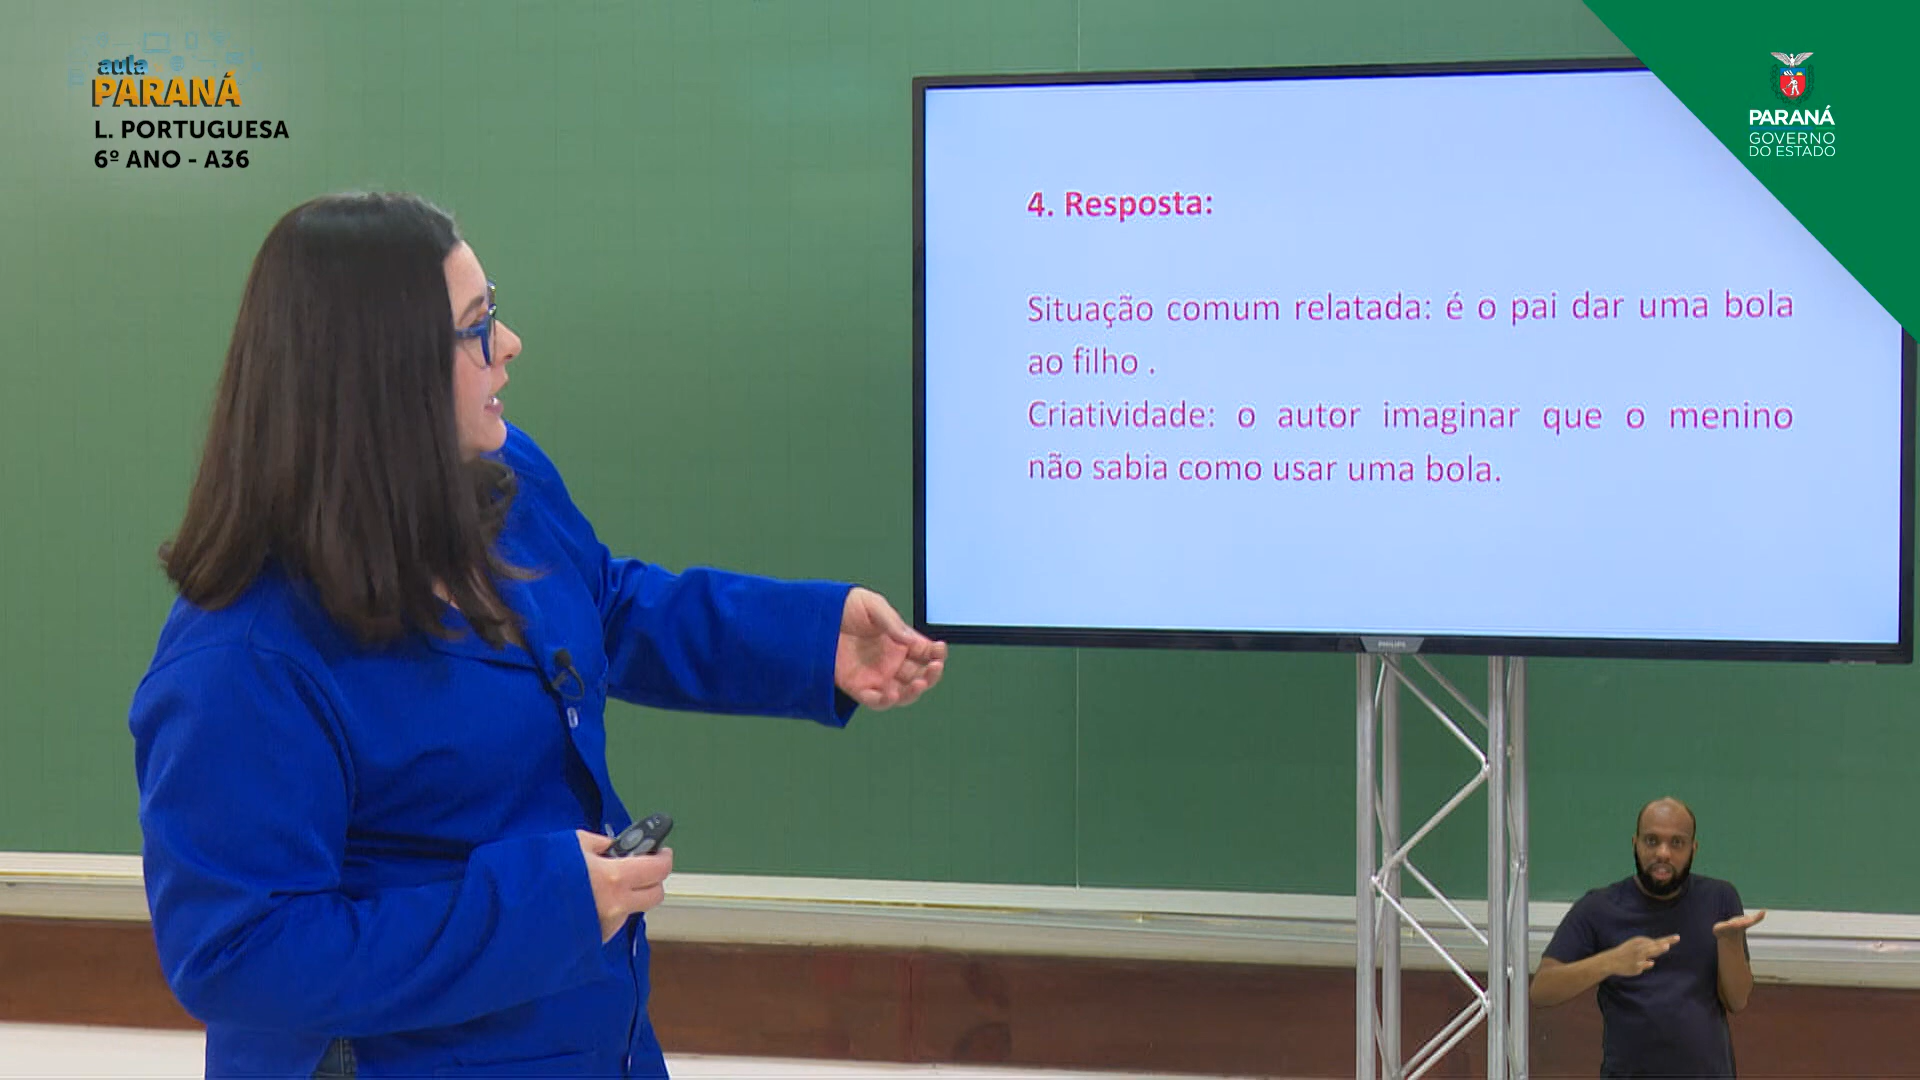 aula
PARANÁ
L. PORTUGUESA
6º ANO - A36
PARANÁ
GOVERNO
DO ESTADO
4. Resposta:
Situação comum relatada: é o pai dar uma bola
ao filho .
Criatividade: o autor imaginar que o menino
não sabia como usar uma bola.
PHILIPS